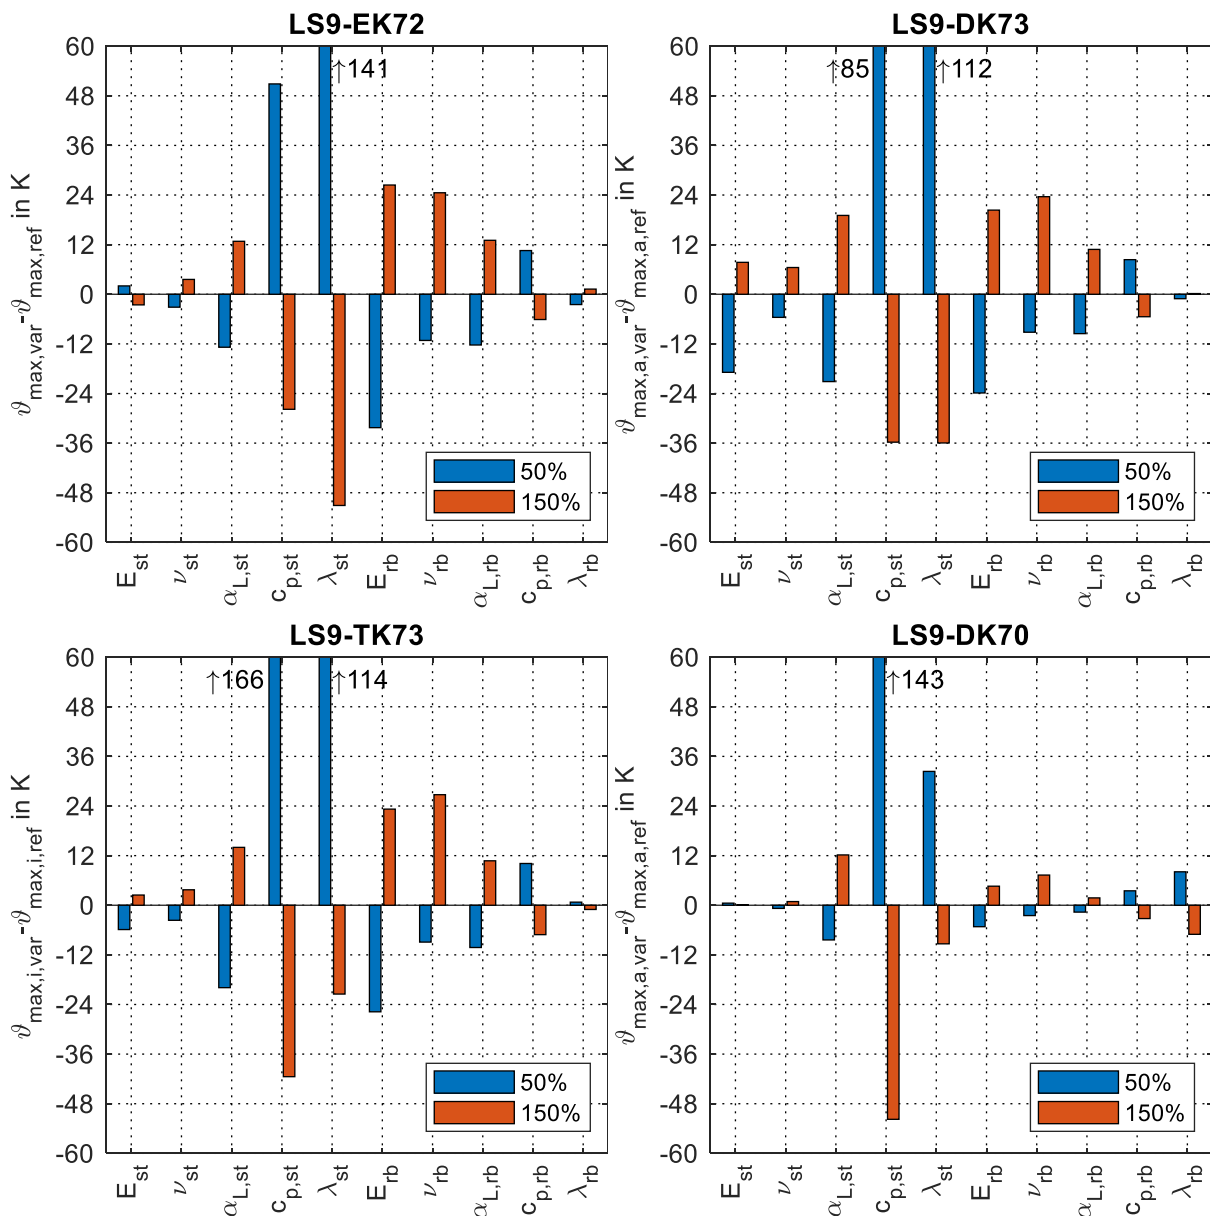 LS9-EK72
60
48
36
24
12
0
-12
-24
-36
-48
-60
ϑmax,var-ϑmax,ref in K
↑141
50%
150%
Est
νst
αL,st
cp,st
λst
Erb
νrb
αL,rb
cp,rb
λrb
LS9-DK73
60
48
36
24
12
0
-12
-24
-36
-48
-60
ϑmax,a,var-ϑmax,a,ref in K
↑85
↑112
50%
150%
Est
νst
αL,st
cp,st
λst
Erb
νrb
αL,rb
cp,rb
λrb
LS9-TK73
60
48
36
24
12
0
-12
-24
-36
-48
-60
ϑmax,i,var-ϑmax,i,ref in K
↑166
↑114
50%
150%
Est
νst
αL,st
cp,st
λst
Erb
νrb
αL,rb
cp,rb
λrb
LS9-DK70
60
48
36
24
12
0
-12
-24
-36
-48
-60
ϑmax,a,var-ϑmax,a,ref in K
↑143
50%
150%
Est
νst
αL,st
cp,st
λst
Erb
νrb
αL,rb
cp,rb
λrb